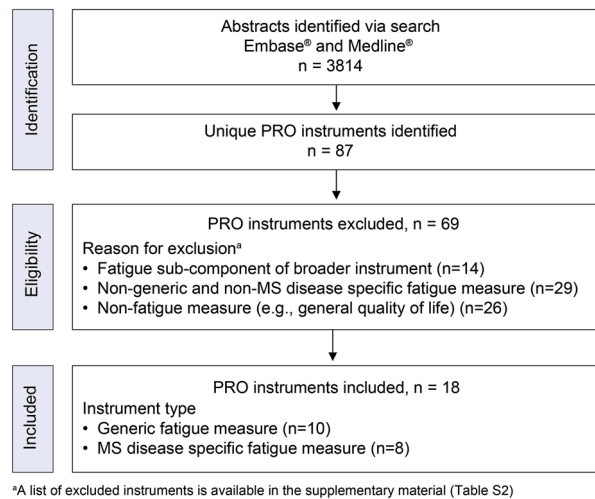 Identification
Abstracts identified via search
Embase® and Medline®
n = 3814
Unique PRO instruments identified
n = 87
Eligibility
PRO instruments excluded, n = 69
Reason for exclusionᵃ
• Fatigue sub-component of broader instrument (n=14)
• Non-generic and non-MS disease specific fatigue measure (n=29)
• Non-fatigue measure (e.g., general quality of life) (n=26)
Included
PRO instruments included, n = 18
Instrument type
• Generic fatigue measure (n=10)
• MS disease specific fatigue measure (n=8)
ᵃA list of excluded instruments is available in the supplementary material (Table S2)